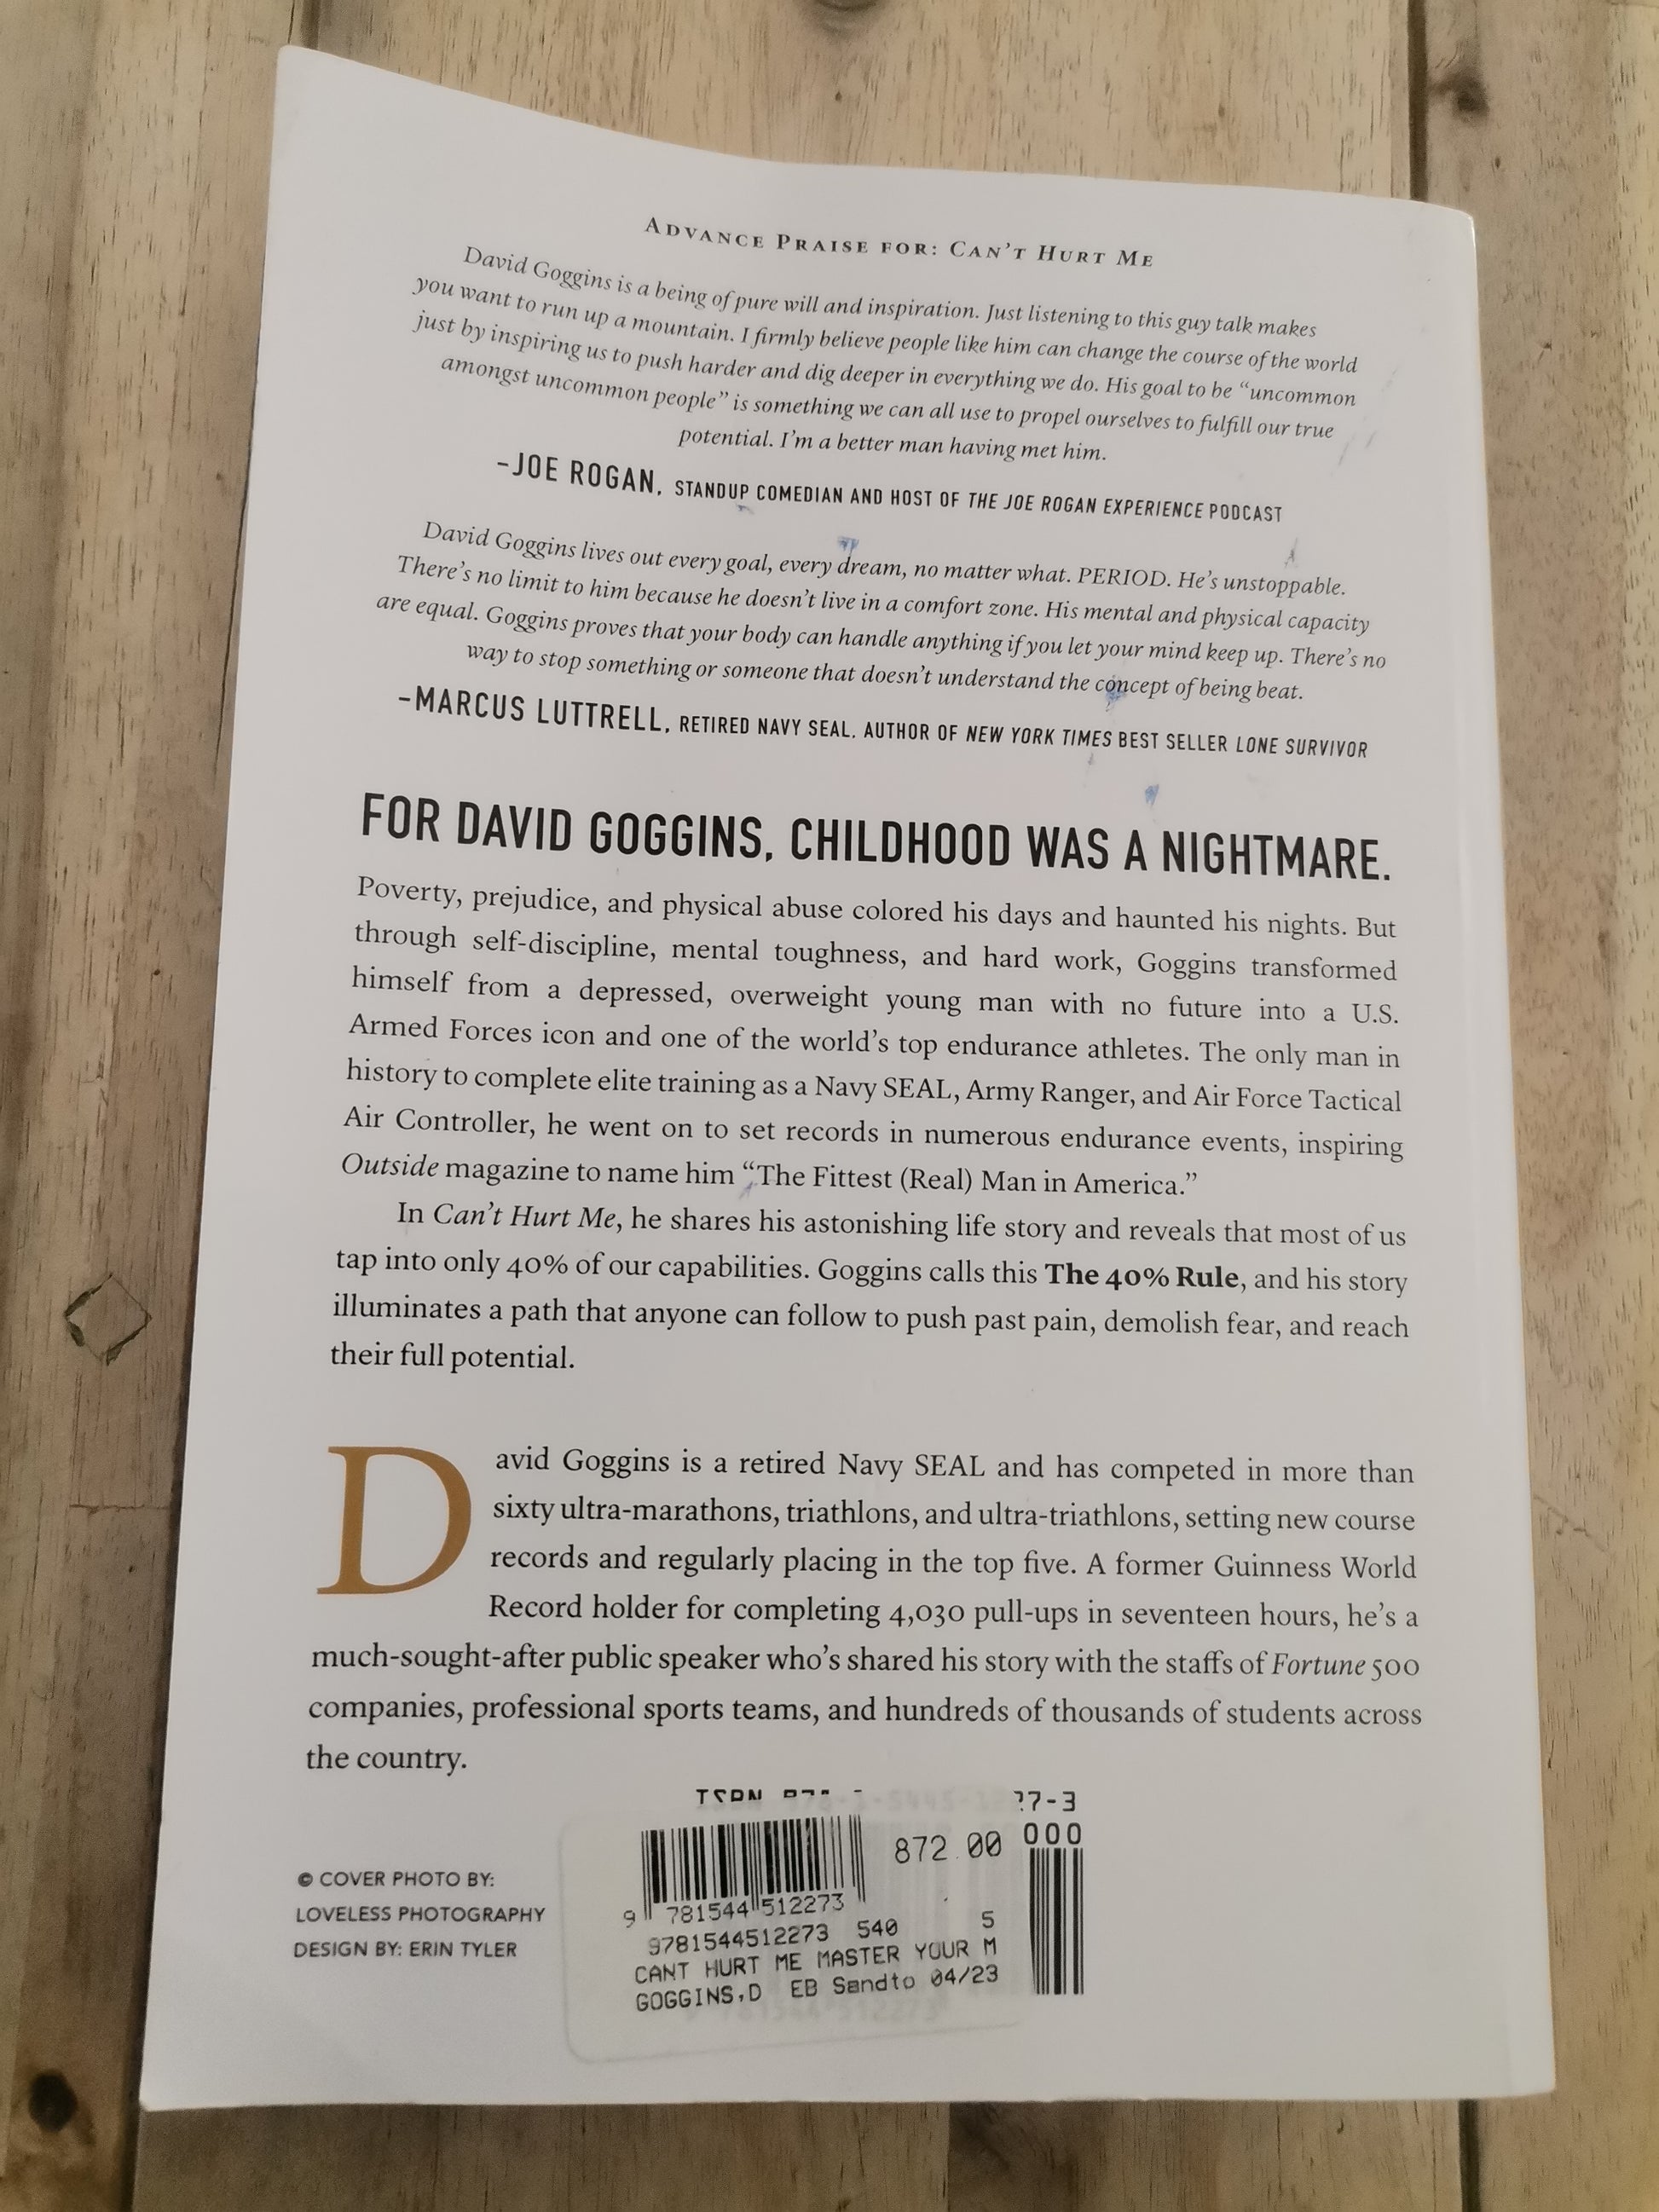 ADVANCE PRAISE FOR: CAN'T HURT ME
David Goggins is a being of pure will and inspiration. Just listening to this guy talk makes
you want to run up a mountain. I firmly believe people like him can change the course of the world
just by inspiring us to push harder and dig deeper in everything we do. His goal to be “uncommon
amongst uncommon people” is something we can all use to propel ourselves to fulfill our true
potential. I'm a better man having met him.
–JOE ROGAN, STANDUP COMEDIAN AND HOST OF THE JOE ROGAN EXPERIENCE PODCAST
David Goggins lives out every goal, every dream, no matter what. PERIOD. He's unstoppable.
There's no limit to him because he doesn't live in a comfort zone. His mental and physical capacity
are equal. Goggins proves that your body can handle anything if you let your mind keep up. There's no
way to stop something or someone that doesn't understand the concept of being beat.
–MARCUS LUTTRELL, RETIRED NAVY SEAL, AUTHOR OF NEW YORK TIMES BEST SELLER LONE SURVIVOR
FOR DAVID GOGGINS, CHILDHOOD WAS A NIGHTMARE.
Poverty, prejudice, and physical abuse colored his days and haunted his nights. But
through self-discipline, mental toughness, and hard work, Goggins transformed
himself from a depressed, overweight young man with no future into a U.S.
Armed Forces icon and one of the world's top endurance athletes. The only man in
history to complete elite training as a Navy SEAL, Army Ranger, and Air Force Tactical
Air Controller, he went on to set records in numerous endurance events, inspiring
Outside magazine to name him “The Fittest (Real) Man in America.”
In Can't Hurt Me, he shares his astonishing life story and reveals that most of us
tap into only 40% of our capabilities. Goggins calls this The 40% Rule, and his story
illuminates a path that anyone can follow to push past pain, demolish fear, and reach
their full potential.
David Goggins is a retired Navy SEAL and has competed in more than
sixty ultra-marathons, triathlons, and ultra-triathlons, setting new course
records and regularly placing in the top five. A former Guinness World
Record holder for completing 4,030 pull-ups in seventeen hours, he's a
much-sought-after public speaker who's shared his story with the staffs of Fortune 500
companies, professional sports teams, and hundreds of thousands of students across
the country.
© COVER PHOTO BY:
LOVELESS PHOTOGRAPHY
DESIGN BY: ERIN TYLER
ISBN 7-3
872.00 000
9 781544 512273
9781544512273 540 5
CANT HURT ME MASTER YOUR M
GOGGINS,D EB Sandto 04/23